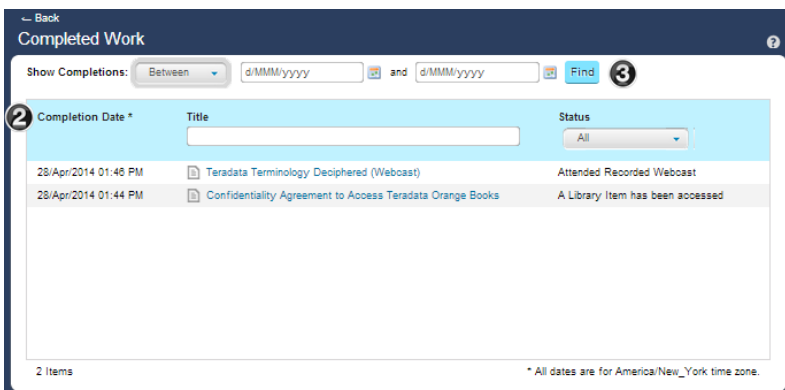 ← Back
Completed Work
Show Completions: Between d/MMM/yyyy and d/MMM/yyyy Find 3
2 Completion Date * Title Status
All
28/Apr/2014 01:46 PM Teradata Terminology Deciphered (Webcast) Attended Recorded Webcast
28/Apr/2014 01:44 PM Confidentiality Agreement to Access Teradata Orange Books A Library Item has been accessed
2 Items * All dates are for America/New_York time zone.